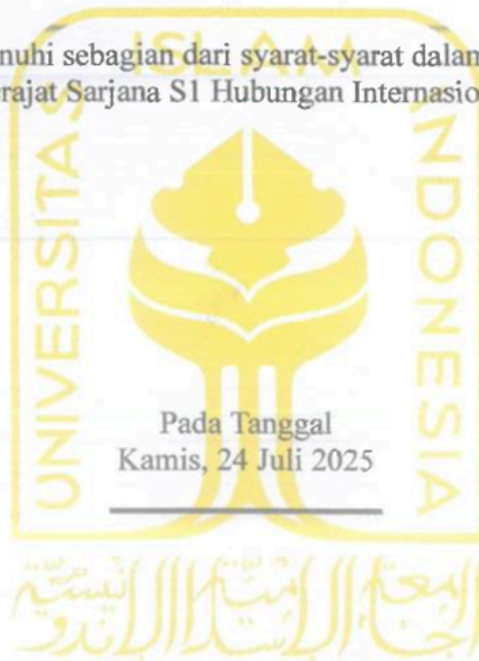 nuhi sebagian dari syarat-syarat dalam
rajat Sarjana S1 Hubungan Internasio
ISLAM
UNIVERSITAS
INDONESIA
Pada Tanggal
Kamis, 24 Juli 2025